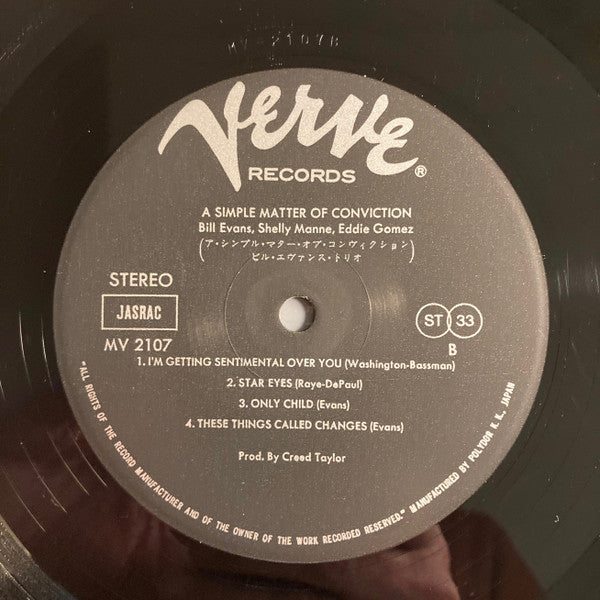 MV 2107B
Verve
RECORDS ®
A SIMPLE MATTER OF CONVICTION
Bill Evans, Shelly Manne, Eddie Gomez
(ア・シンプル・マター・オブ・コンヴィクション
ビル・エヴァンス・トリオ)
STEREO
JASRAC
MV 2107
ST 33
B
1. I'M GETTING SENTIMENTAL OVER YOU (Washington-Bassman)
2. STAR EYES (Raye-DePaul)
3. ONLY CHILD (Evans)
4. THESE THINGS CALLED CHANGES (Evans)
Prod. By Creed Taylor
"ALL RIGHTS OF THE RECORD MANUFACTURER AND OF THE OWNER OF THE WORK RECORDED RESERVED." MANUFACTURED BY POLYDOR K. K., JAPAN